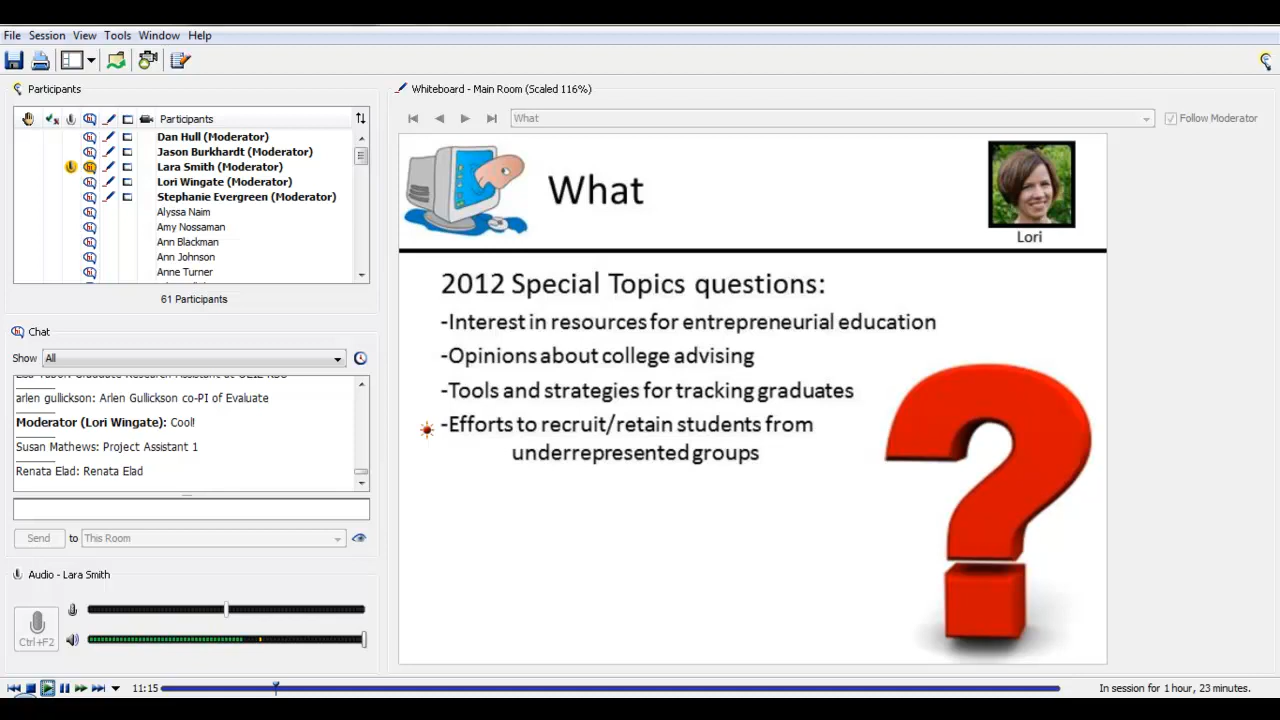 File Session View Tools Window Help
Participants
Whiteboard - Main Room (Scaled 116%)
Participants
What
Follow Moderator
Dan Hull (Moderator)
Jason Burkhardt (Moderator)
Lara Smith (Moderator)
Lori Wingate (Moderator)
Stephanie Evergreen (Moderator)
Alyssa Naim
Amy Nossaman
Ann Blackman
Ann Johnson
Anne Turner
61 Participants
Chat
Show All
arlen gullickson: Arlen Gullickson co-PI of Evaluate
Moderator (Lori Wingate): Cool!
Susan Mathews: Project Assistant 1
Renata Elad: Renata Elad
Send to This Room
Audio - Lara Smith
Ctrl+F2
What
Lori
2012 Special Topics questions:
-Interest in resources for entrepreneurial education
-Opinions about college advising
-Tools and strategies for tracking graduates
-Efforts to recruit/retain students from
underrepresented groups
?
11:15
In session for 1 hour, 23 minutes.